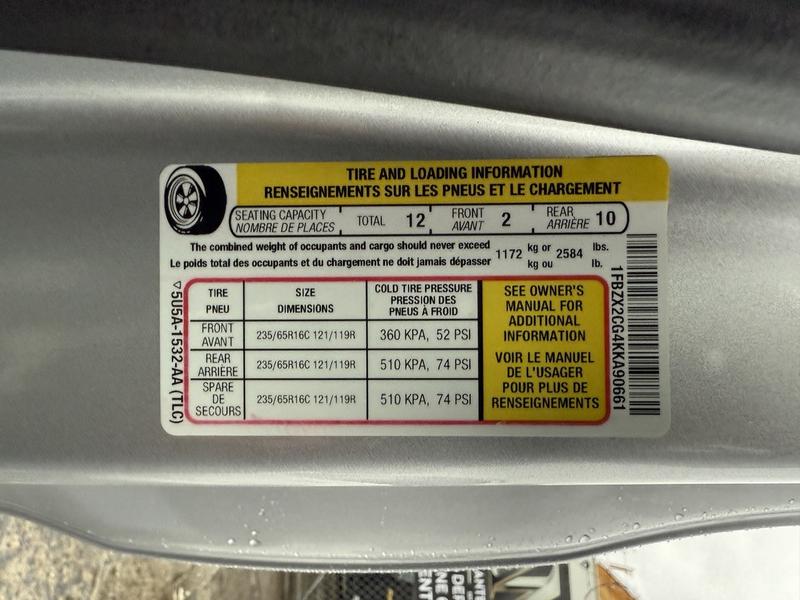 TIRE AND LOADING INFORMATION
RENSEIGNEMENTS SUR LES PNEUS ET LE CHARGEMENT
SEATING CAPACITY
NOMBRE DE PLACES
TOTAL 12
FRONT
AVANT
2
REAR
ARRIÈRE
10
The combined weight of occupants and cargo should never exceed
Le poids total des occupants et du chargement ne doit jamais dépasser
1172
kg or
kg ou
2584
lbs.
lb.
TIRE
PNEU
SIZE
DIMENSIONS
COLD TIRE PRESSURE
PRESSION DES
PNEUS À FROID
FRONT
AVANT
235/65R16C 121/119R
360 KPA, 52 PSI
REAR
ARRIÈRE
235/65R16C 121/119R
510 KPA, 74 PSI
SPARE
DE
SECOURS
235/65R16C 121/119R
510 KPA, 74 PSI
SEE OWNER'S
MANUAL FOR
ADDITIONAL
INFORMATION
VOIR LE MANUEL
DE L'USAGER
POUR PLUS DE
RENSEIGNEMENTS
5U5A-1532-AA (TLC)
1FBZX2CG4KKA90661